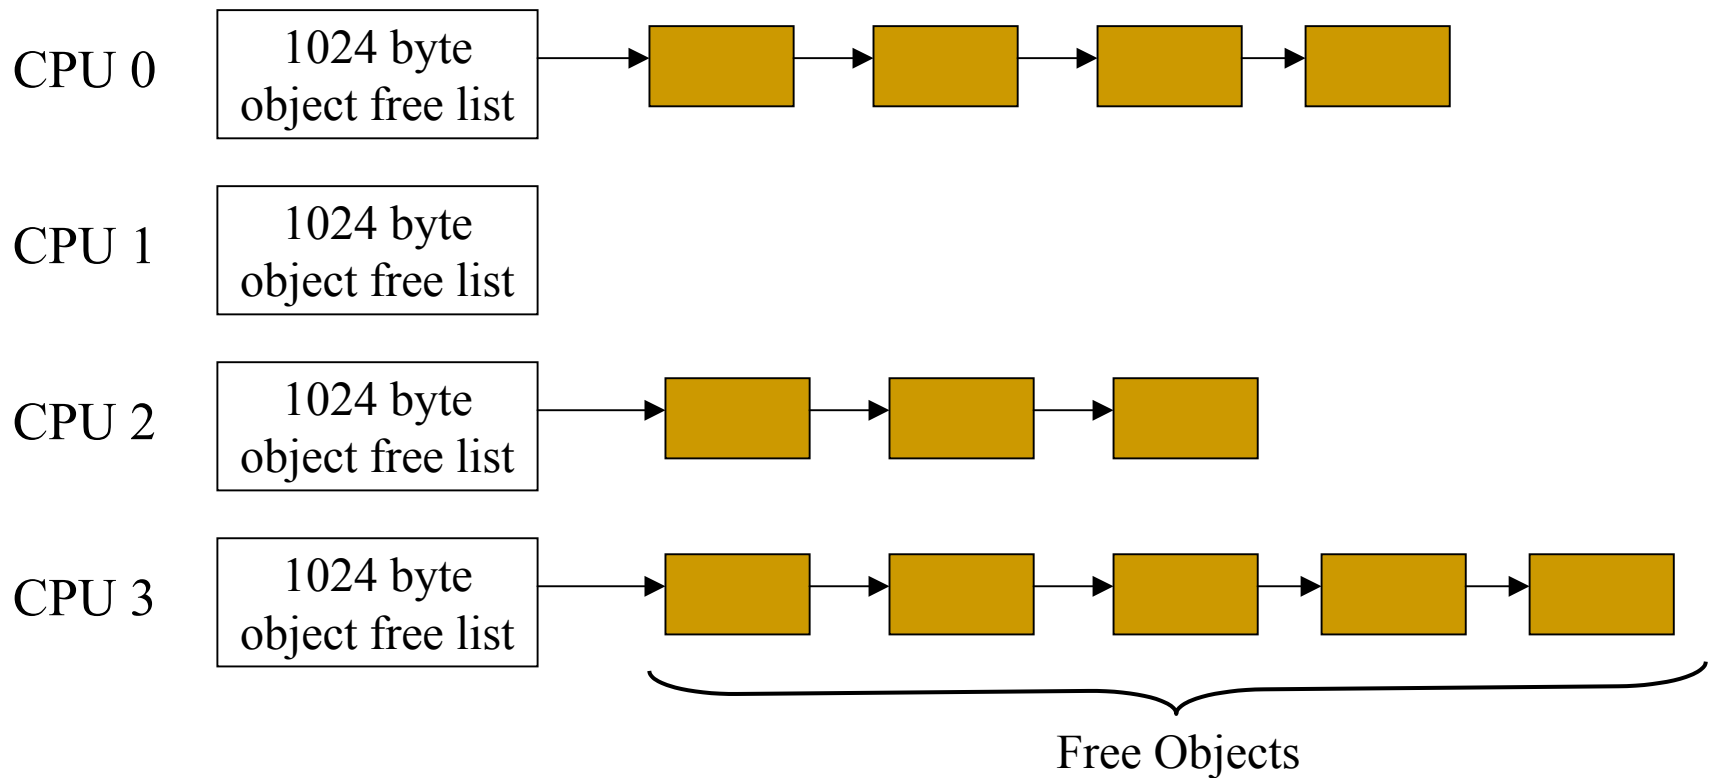 CPU 0
1024 byte
object free list
CPU 1
1024 byte
object free list
CPU 2
1024 byte
object free list
CPU 3
1024 byte
object free list
Free Objects